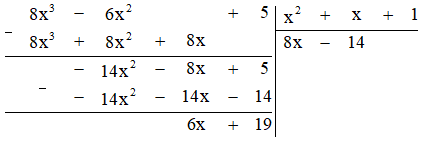 8x³ − 6x² + 5 x² + x + 1
− 8x³ + 8x² + 8x 8x − 14
− 14x² − 8x + 5
− − 14x² − 14x − 14
6x + 19